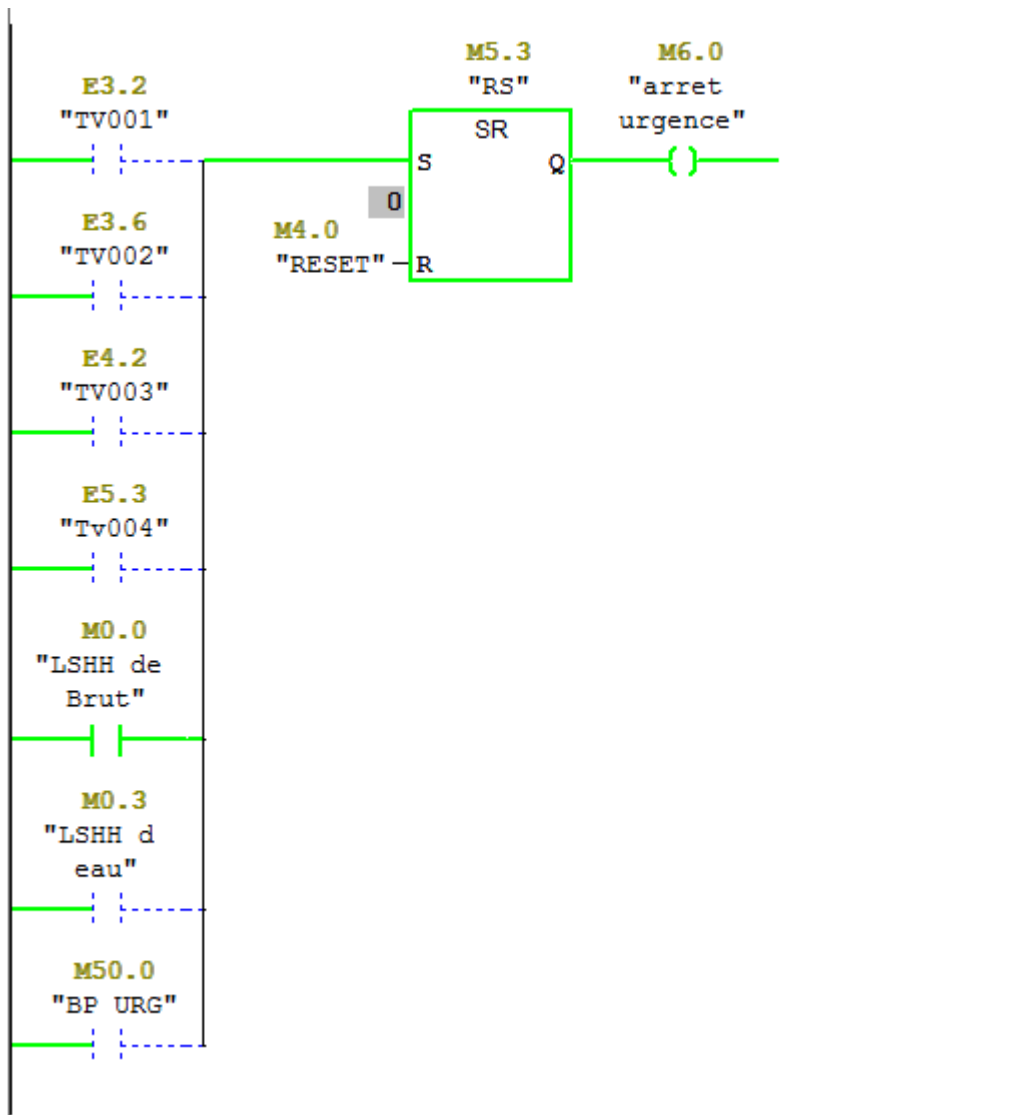 M5.3
"RS"
M6.0
"arret
urgence"
E3.2
"TV001"
SR
S
Q
0
M4.0
"RESET"
R
E3.6
"TV002"
E4.2
"TV003"
E5.3
"Tv004"
M0.0
"LSHH de
Brut"
M0.3
"LSHH d
eau"
M50.0
"BP URG"